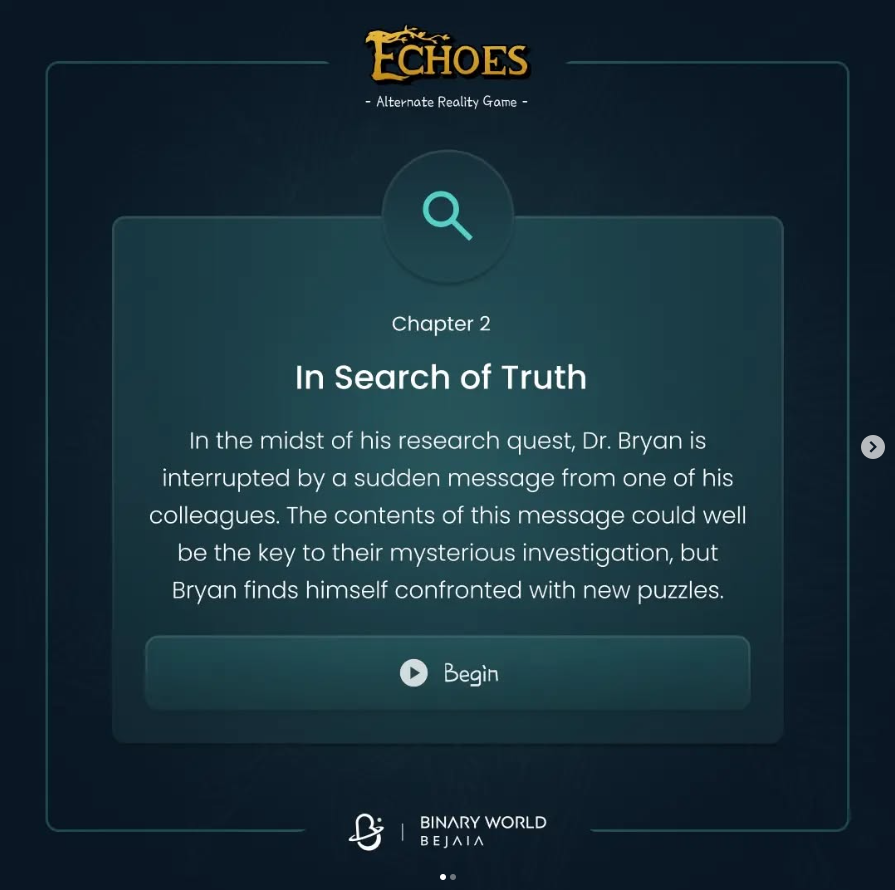 ECHOES
- Alternate Reality Game -
Chapter 2
In Search of Truth
In the midst of his research quest, Dr. Bryan is
interrupted by a sudden message from one of his
colleagues. The contents of this message could well
be the key to their mysterious investigation, but
Bryan finds himself confronted with new puzzles.
Begin
BINARY WORLD
BEJAIA